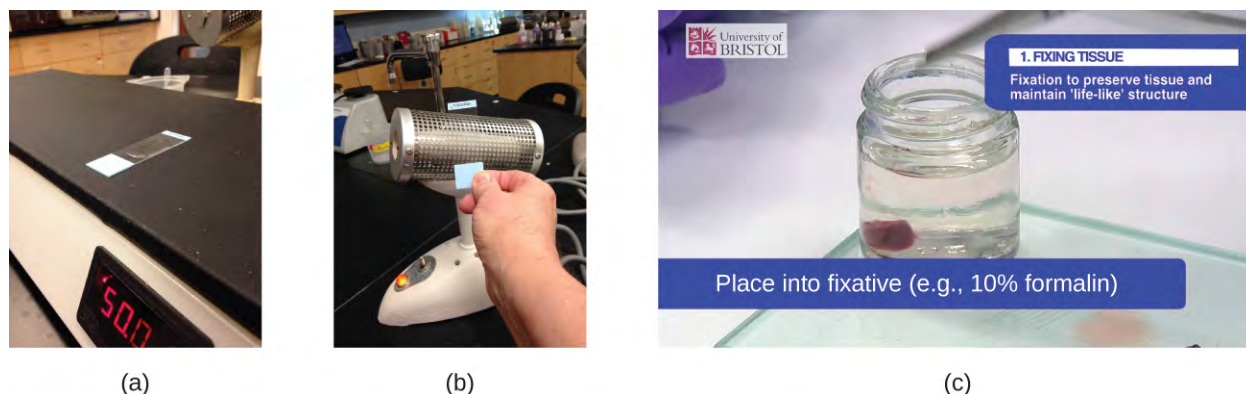 50.0
University of
BRISTOL
1. FIXING TISSUE
Fixation to preserve tissue and
maintain 'life-like' structure
Place into fixative (e.g., 10% formalin)
(a)
(b)
(c)